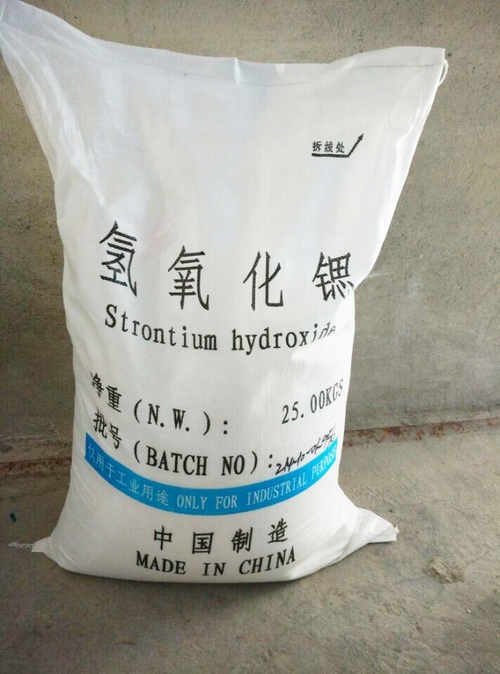 拆线处
氢氧化锶
Strontium hydroxide
净重(N.W.): 25.00KGS
批号(BATCH NO):
仅用于工业用途 ONLY FOR INDUSTRIAL PURPOSE
中国制造
MADE IN CHINA